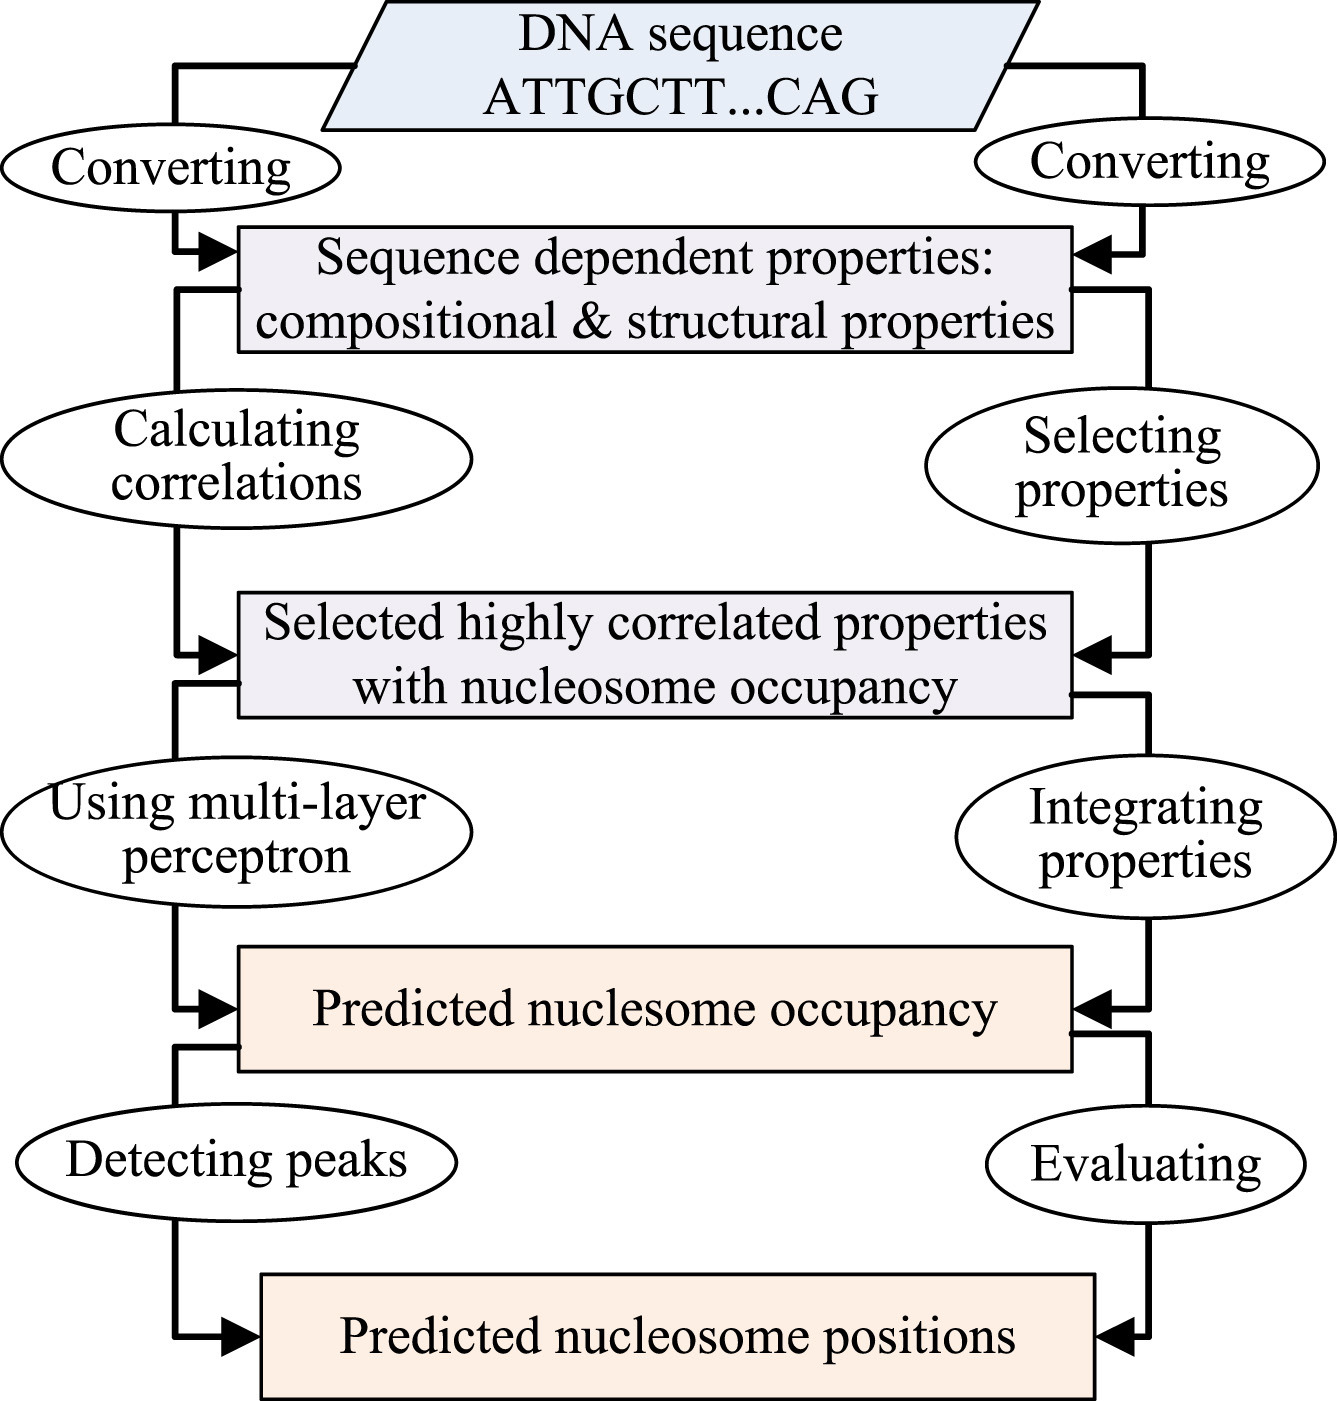 DNA sequence
ATTGCTT...CAG
Converting
Converting
Sequence dependent properties:
compositional & structural properties
Calculating
correlations
Selecting
properties
Selected highly correlated properties
with nucleosome occupancy
Using multi-layer
perceptron
Integrating
properties
Predicted nuclesome occupancy
Detecting peaks
Evaluating
Predicted nucleosome positions